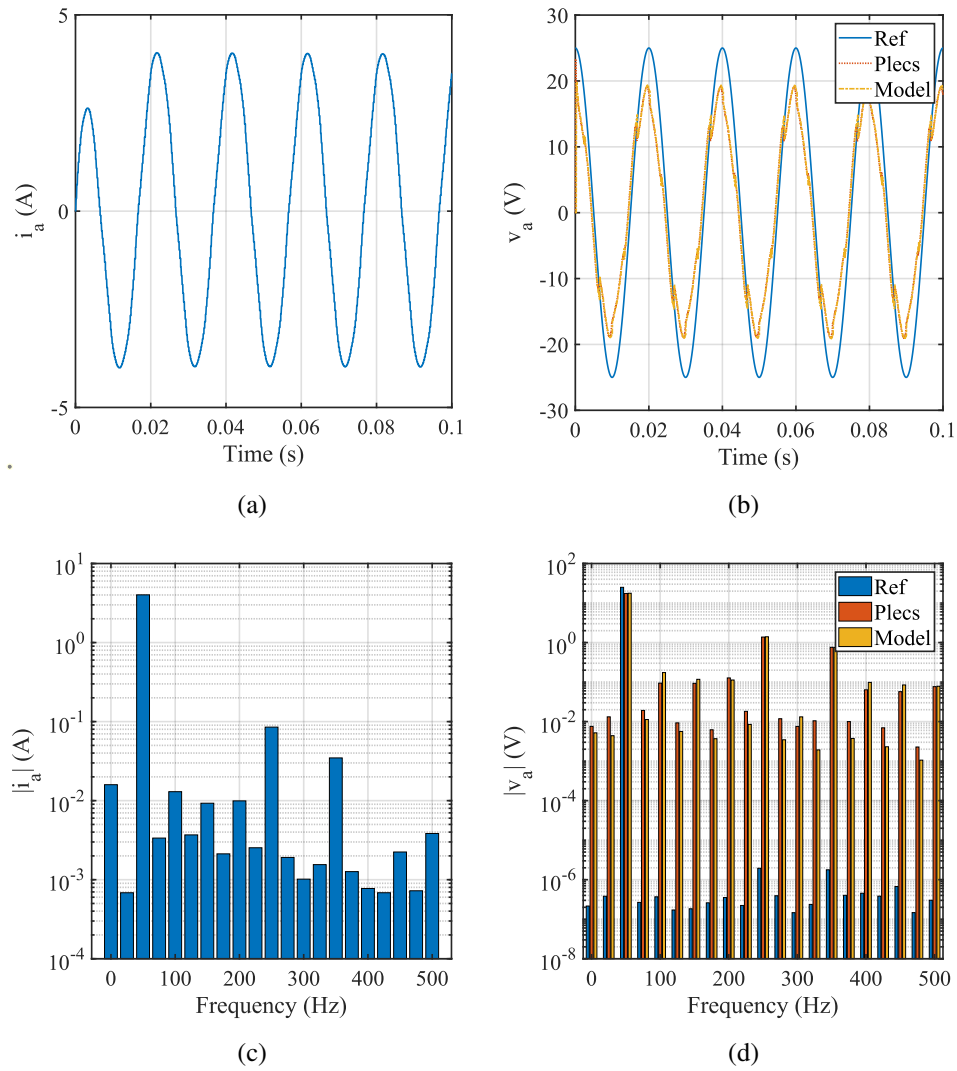 5
0
-5
i_a (A)
0
0.02
0.04
0.06
0.08
0.1
Time (s)
(a)
30
20
10
0
-10
-20
-30
v_a (V)
0
0.02
0.04
0.06
0.08
0.1
Time (s)
Ref
Plecs
Model
(b)
10^1
10^0
10^-1
10^-2
10^-3
10^-4
|i_a| (A)
0
100
200
300
400
500
Frequency (Hz)
(c)
10^2
10^0
10^-2
10^-4
10^-6
10^-8
|v_a| (V)
0
100
200
300
400
500
Frequency (Hz)
Ref
Plecs
Model
(d)